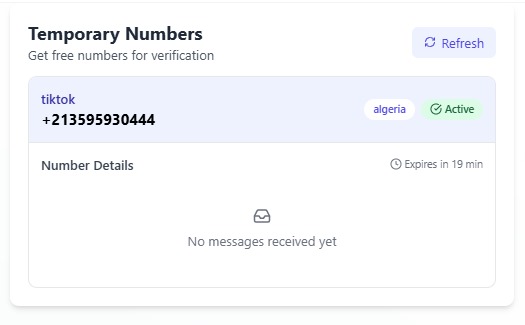 Temporary Numbers
Get free numbers for verification
Refresh
tiktok
+213595930444
algeria
Active
Number Details
Expires in 19 min
No messages received yet